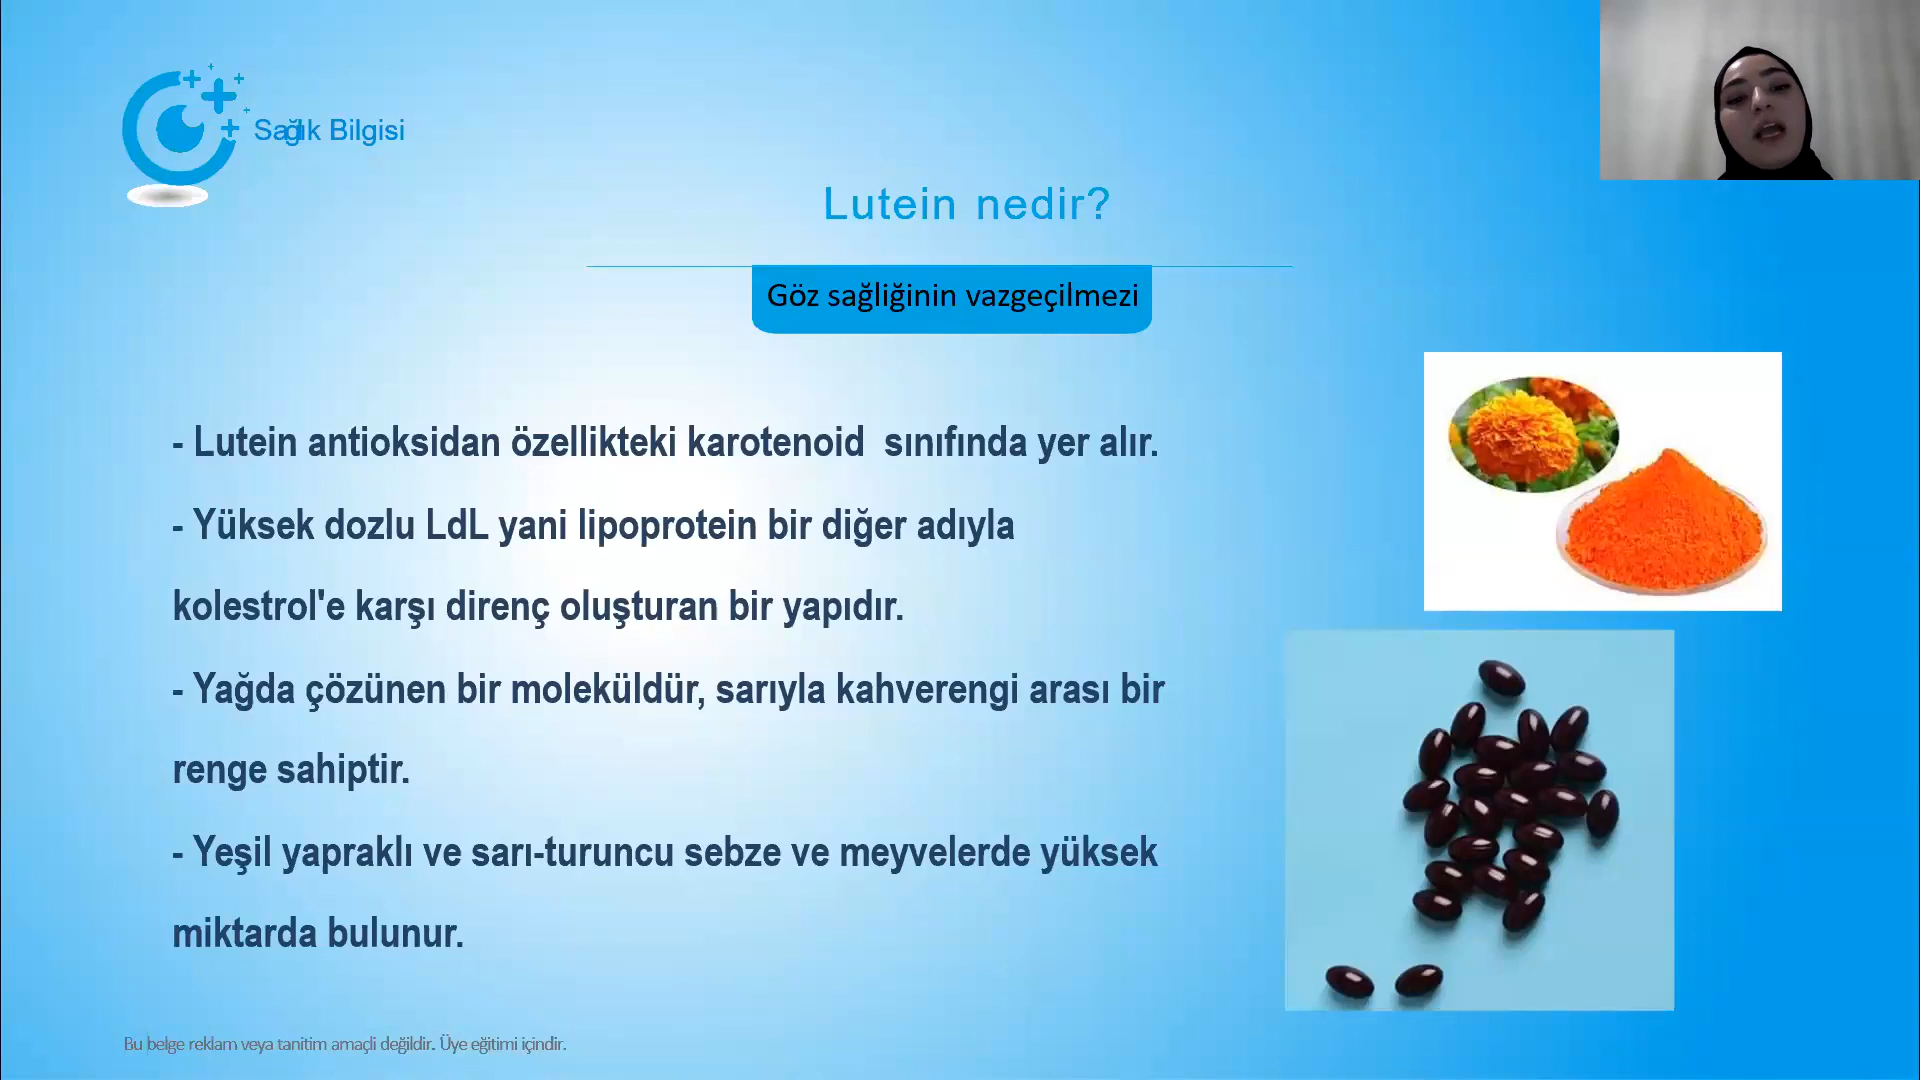 Sağlık Bilgisi
Lutein nedir?
Göz sağliğinin vazgeçilmezi
- Lutein antioksidan özellikteki karotenoid sınıfında yer alır.
- Yüksek dozlu LdL yani lipoprotein bir diğer adıyla
kolestrol'e karşı direnç oluşturan bir yapıdır.
- Yağda çözünen bir moleküldür, sarıyla kahverengi arası bir
renge sahiptir.
- Yeşil yapraklı ve sarı-turuncu sebze ve meyvelerde yüksek
miktarda bulunur.
Bu belge reklam veya tanitim amaçli değildir. Üye eğitimi içindir.